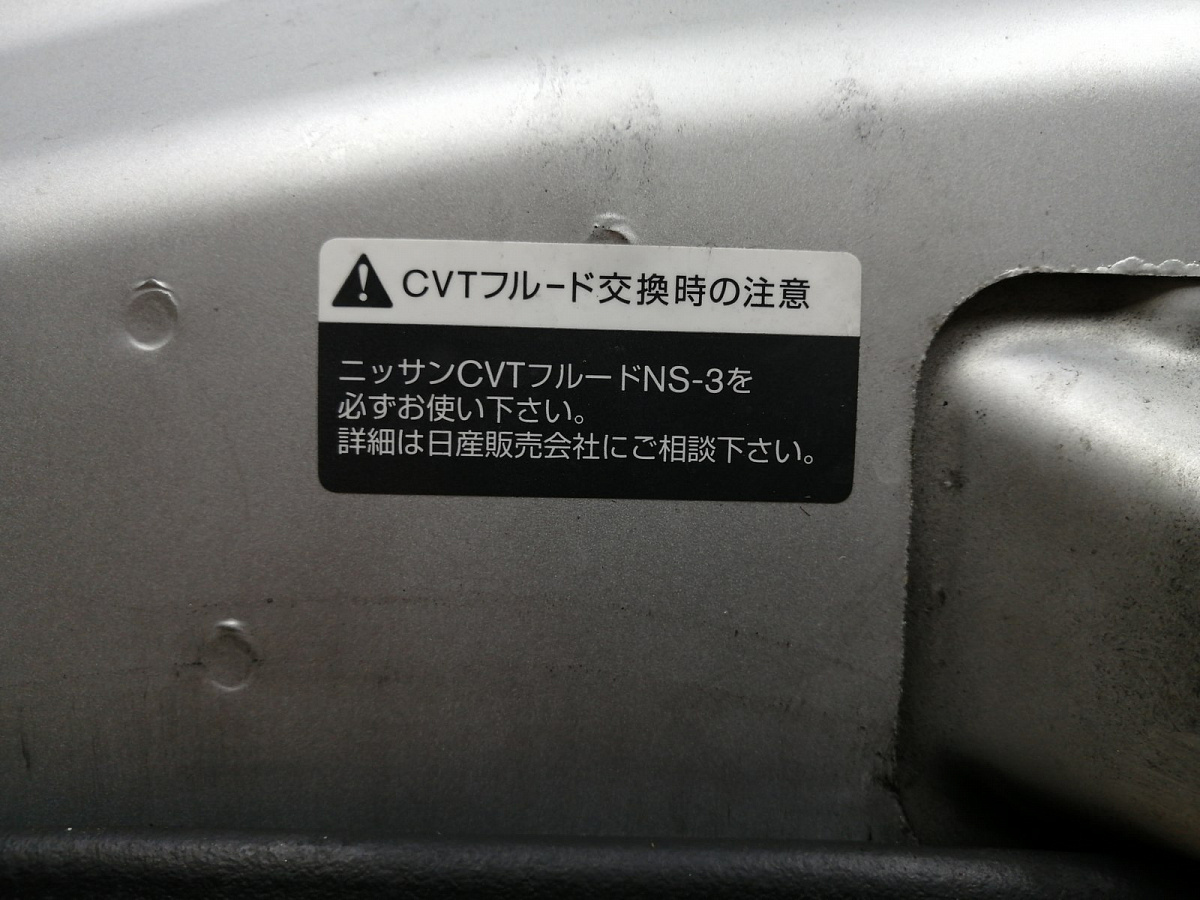 CVTフルード交換時の注意
ニッサンCVTフルードNS-3を
必ずお使い下さい。
詳細は日産販売会社にご相談下さい。